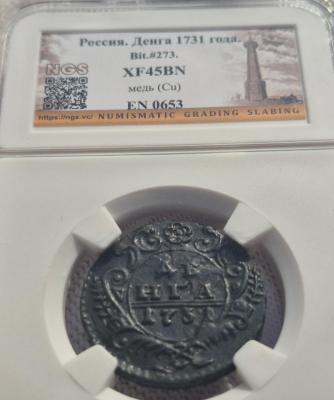 Россия. Денга 1731 года.
Bit.#273.
NGS
XF45BN
медь (Cu)
EN 0653
https://ngs.vc/ NUMISMATIC GRADING SLABING
ДЕ
НГА
1731